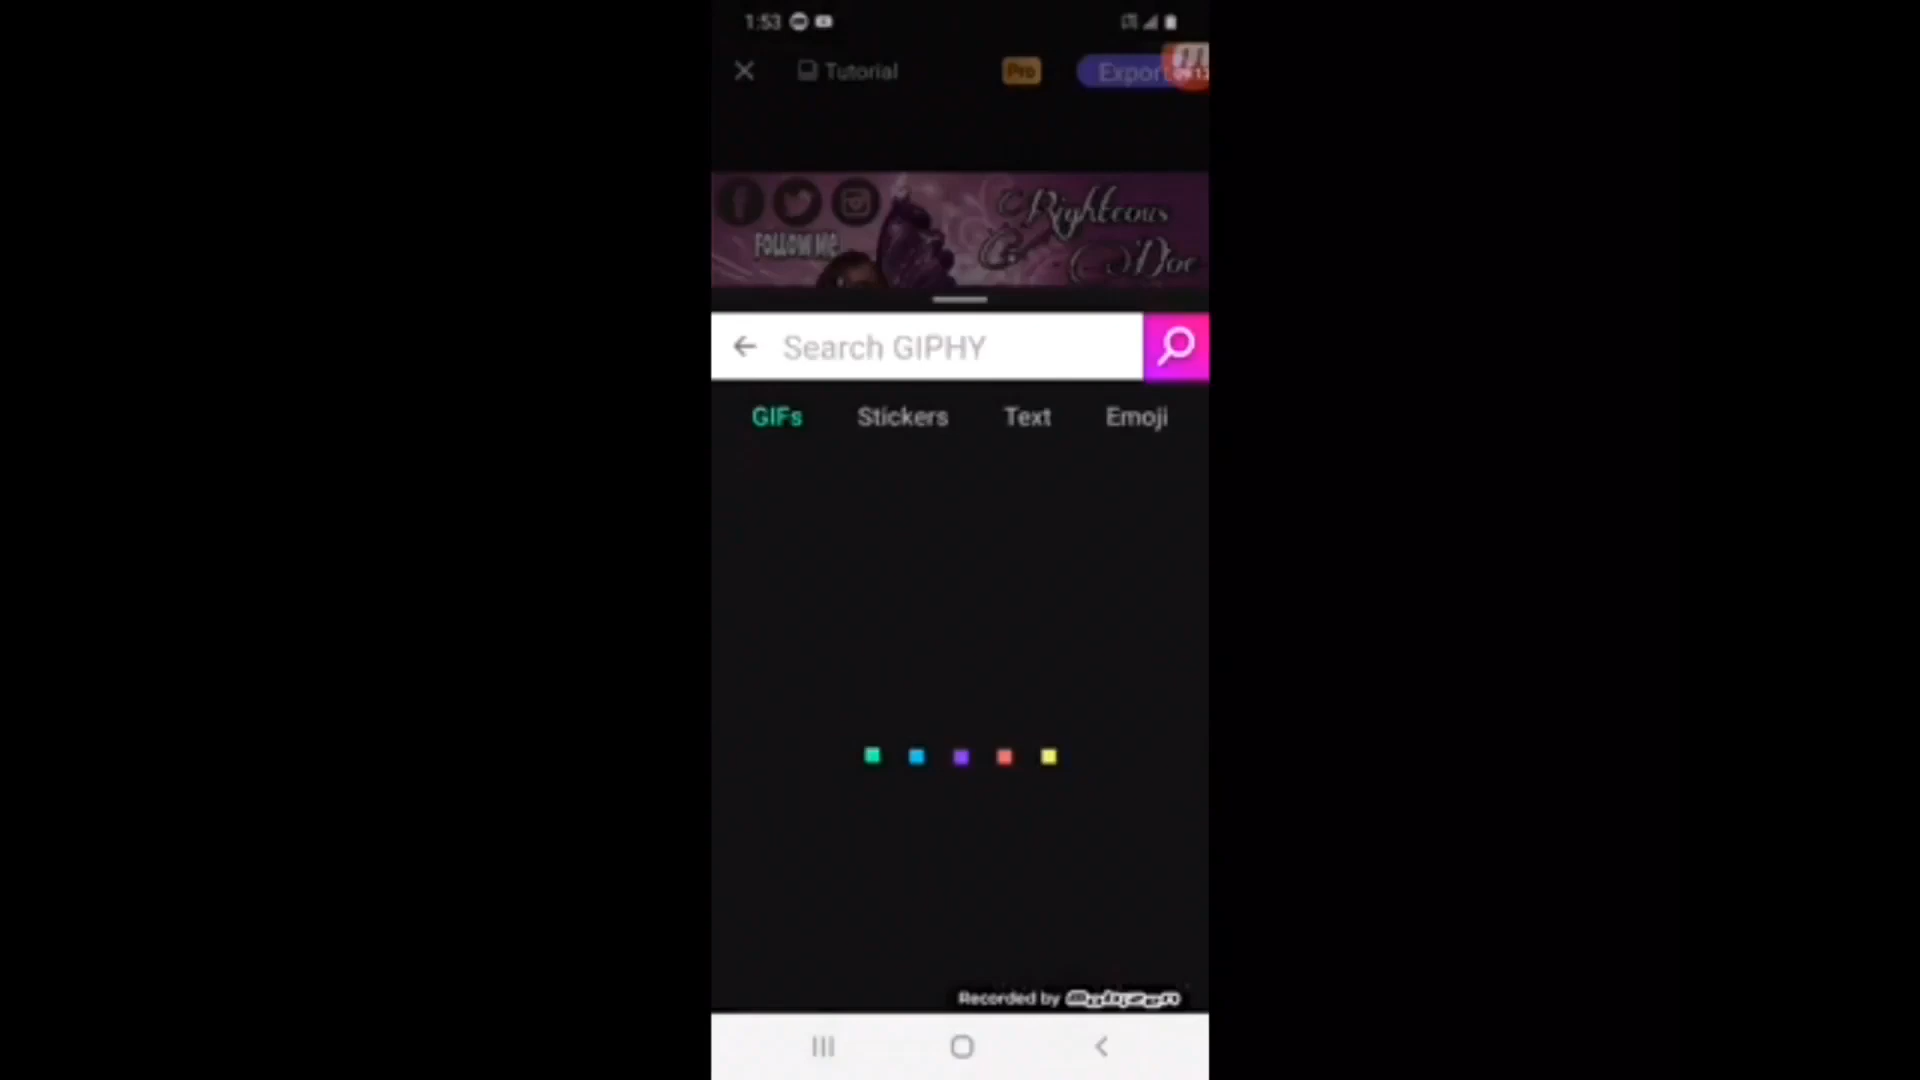 1:53
Tutorial
Pro
Export
Righteous
FOLLOW ME
Doe
Search GIPHY
GIFs
Stickers
Text
Emoji
Recorded by